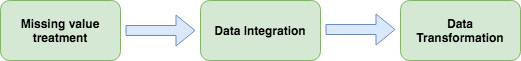 Missing value
treatment
Data Integration
Data
Transformation